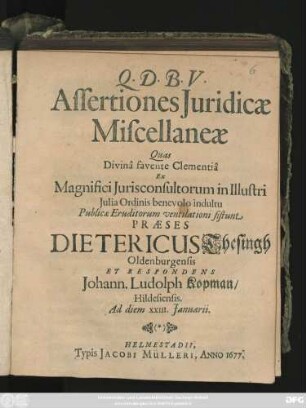 6
Q. D. B. V.
Assertiones Juridicæ
Miscellaneæ
Quas
Divinâ favente Clementiâ
Ex
Magnifici Jurisconsultorum in Illustri
Julia Ordinis benevolo indultu
Publicæ Eruditorum ventilationi sistunt
PRÆSES
DIETERICUS Thesingh
Oldenburgensis
ET RESPONDENS
Johann. Ludolph Kopman/
Hildesiensis.
Ad diem XXIII. Januarii.
(*)
HELMESTADII,
Typis JACOBI MÜLLERI, ANNO 1677.